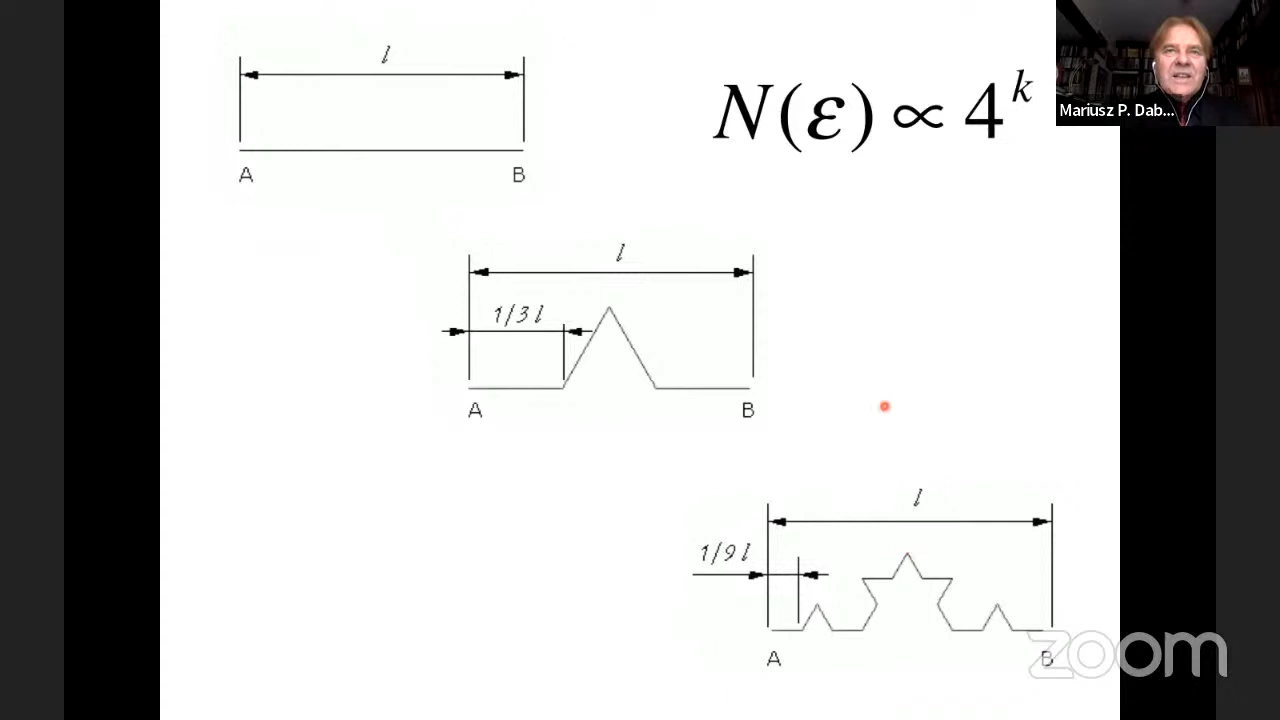 l
A B
N(ε) ∝ 4^k
Mariusz P. Dab...
l
1/3 l
A B
l
1/9 l
A B
zoom